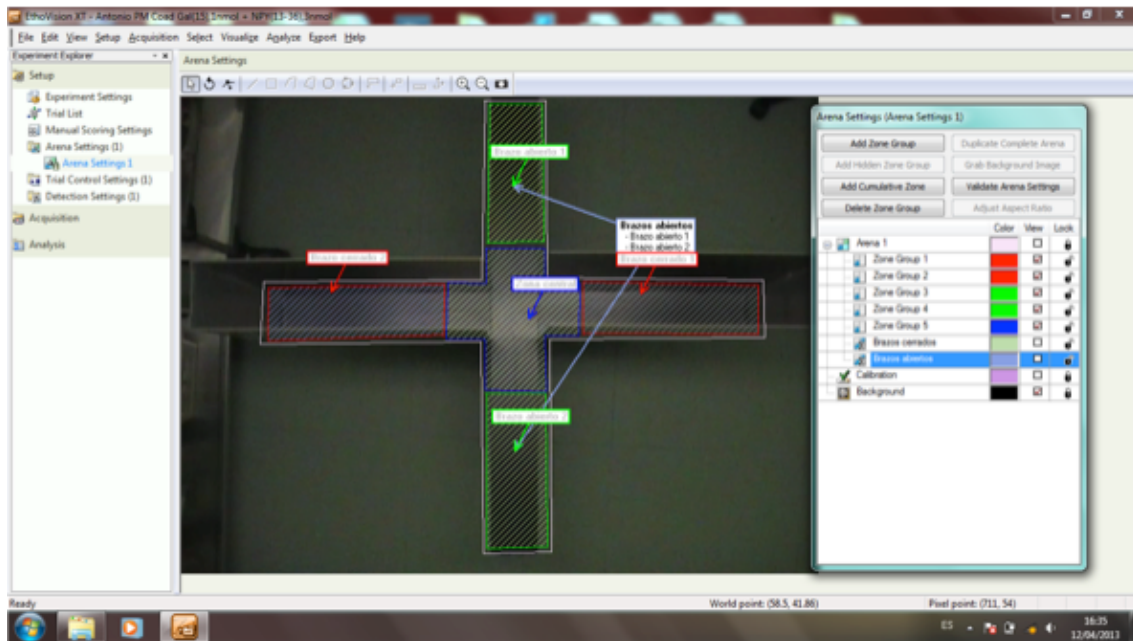 EthoVision XT - Antonio PM Coed Gal(15).1nmol + NPY(13-36).3nmol
File Edit View Setup Acquisition Select Visualize Analyze Export Help
Experiment Explorer
Arena Settings
Setup
Experiment Settings
Trial List
Manual Scoring Settings
Arena Settings (1)
Arena Settings 1
Trial Control Settings (1)
Detection Settings (1)
Acquisition
Analysis
Brazo abierto 1
Brazos abiertos
- Brazo abierto 1
- Brazo abierto 2
Brazo cerrado 2
Brazo cerrado 1
Zona central
Brazo abierto 2
Arena Settings (Arena Settings 1)
Add Zone Group Duplicate Complete Arena
Add Hidden Zone Group Grab Background Image
Add Cumulative Zone Validate Arena Settings
Delete Zone Group Adjust Aspect Ratio
Color View Lock
Arena 1
Zone Group 1
Zone Group 2
Zone Group 3
Zone Group 4
Zone Group 5
Brazos cerrados
Brazos abiertos
Calibration
Background
Ready World point: (58.5, 41.86) Pixel point: (711, 54)
ES 16:35
12/04/2013